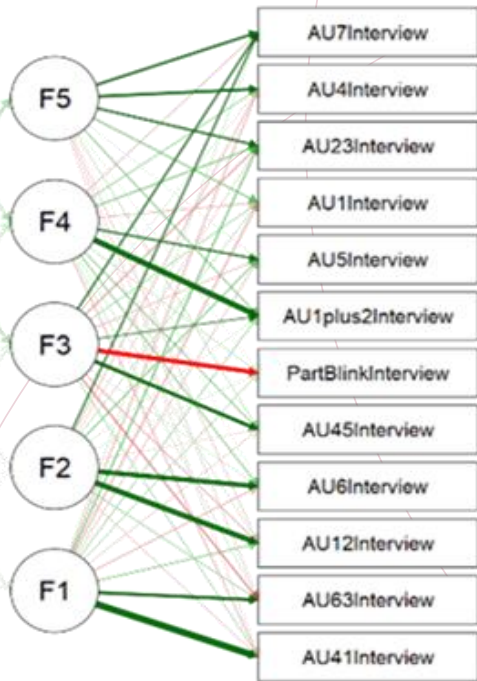 AU7Interview
F5
AU4Interview
AU23Interview
AU1Interview
F4
AU5Interview
AU1plus2Interview
F3
PartBlinkInterview
AU45Interview
F2
AU6Interview
AU12Interview
F1
AU63Interview
AU41Interview